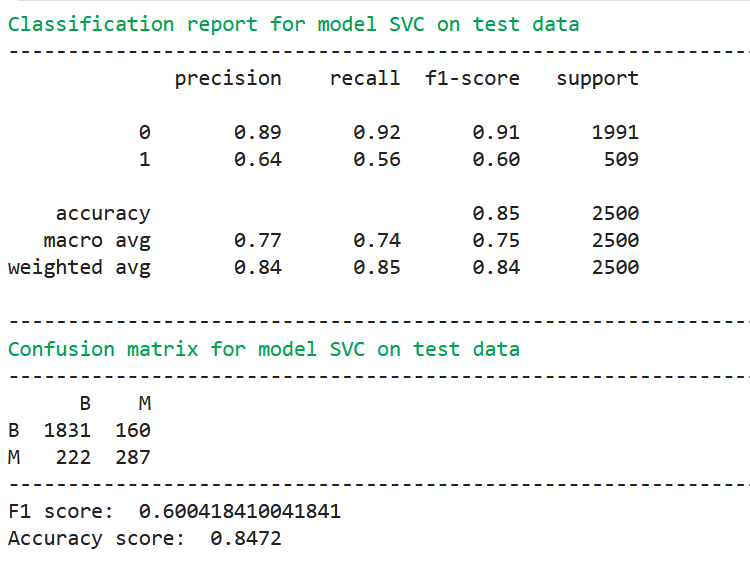 Classification report for model SVC on test data
--------------------------------------------------------------
              precision    recall  f1-score   support

           0       0.89      0.92      0.91      1991
           1       0.64      0.56      0.60       509

    accuracy                           0.85      2500
   macro avg       0.77      0.74      0.75      2500
weighted avg       0.84      0.85      0.84      2500

--------------------------------------------------------------
Confusion matrix for model SVC on test data
--------------------------------------------------------------
      B    M
B  1831  160
M   222  287
--------------------------------------------------------------
F1 score:  0.600418410041841
Accuracy score:  0.8472